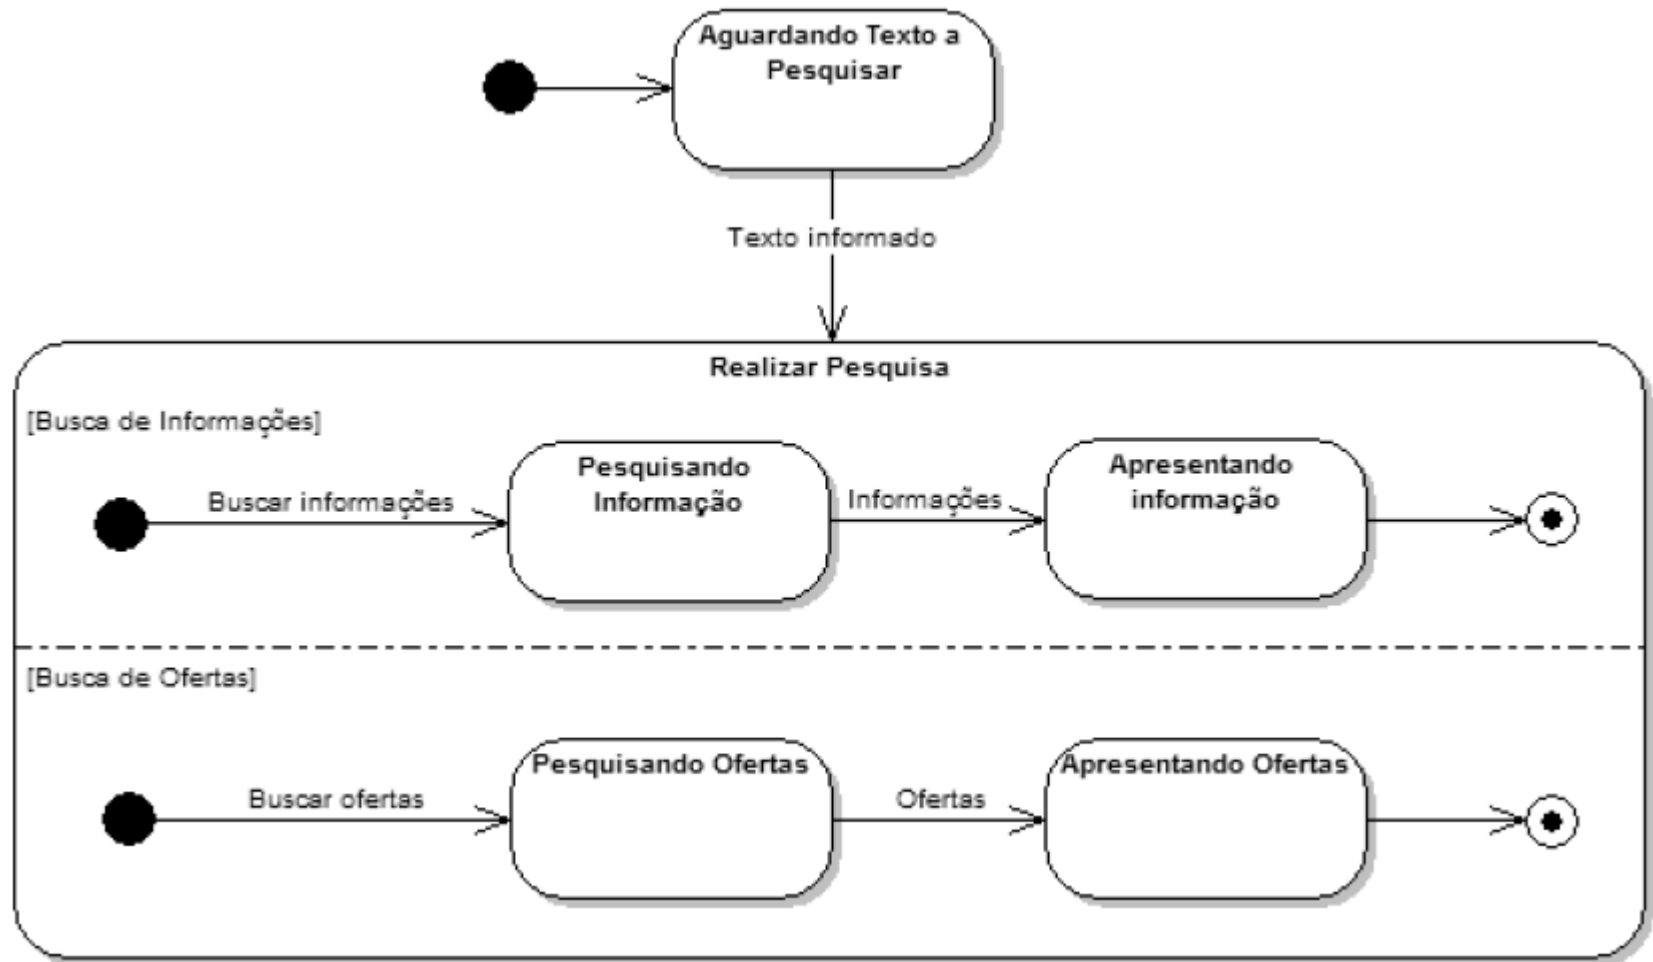 Aguardando Texto a
Pesquisar
Texto informado
Realizar Pesquisa
[Busca de Informações]
Buscar informações
Pesquisando
Informação
Informações
Apresentando
informação
[Busca de Ofertas]
Buscar ofertas
Pesquisando Ofertas
Ofertas
Apresentando Ofertas